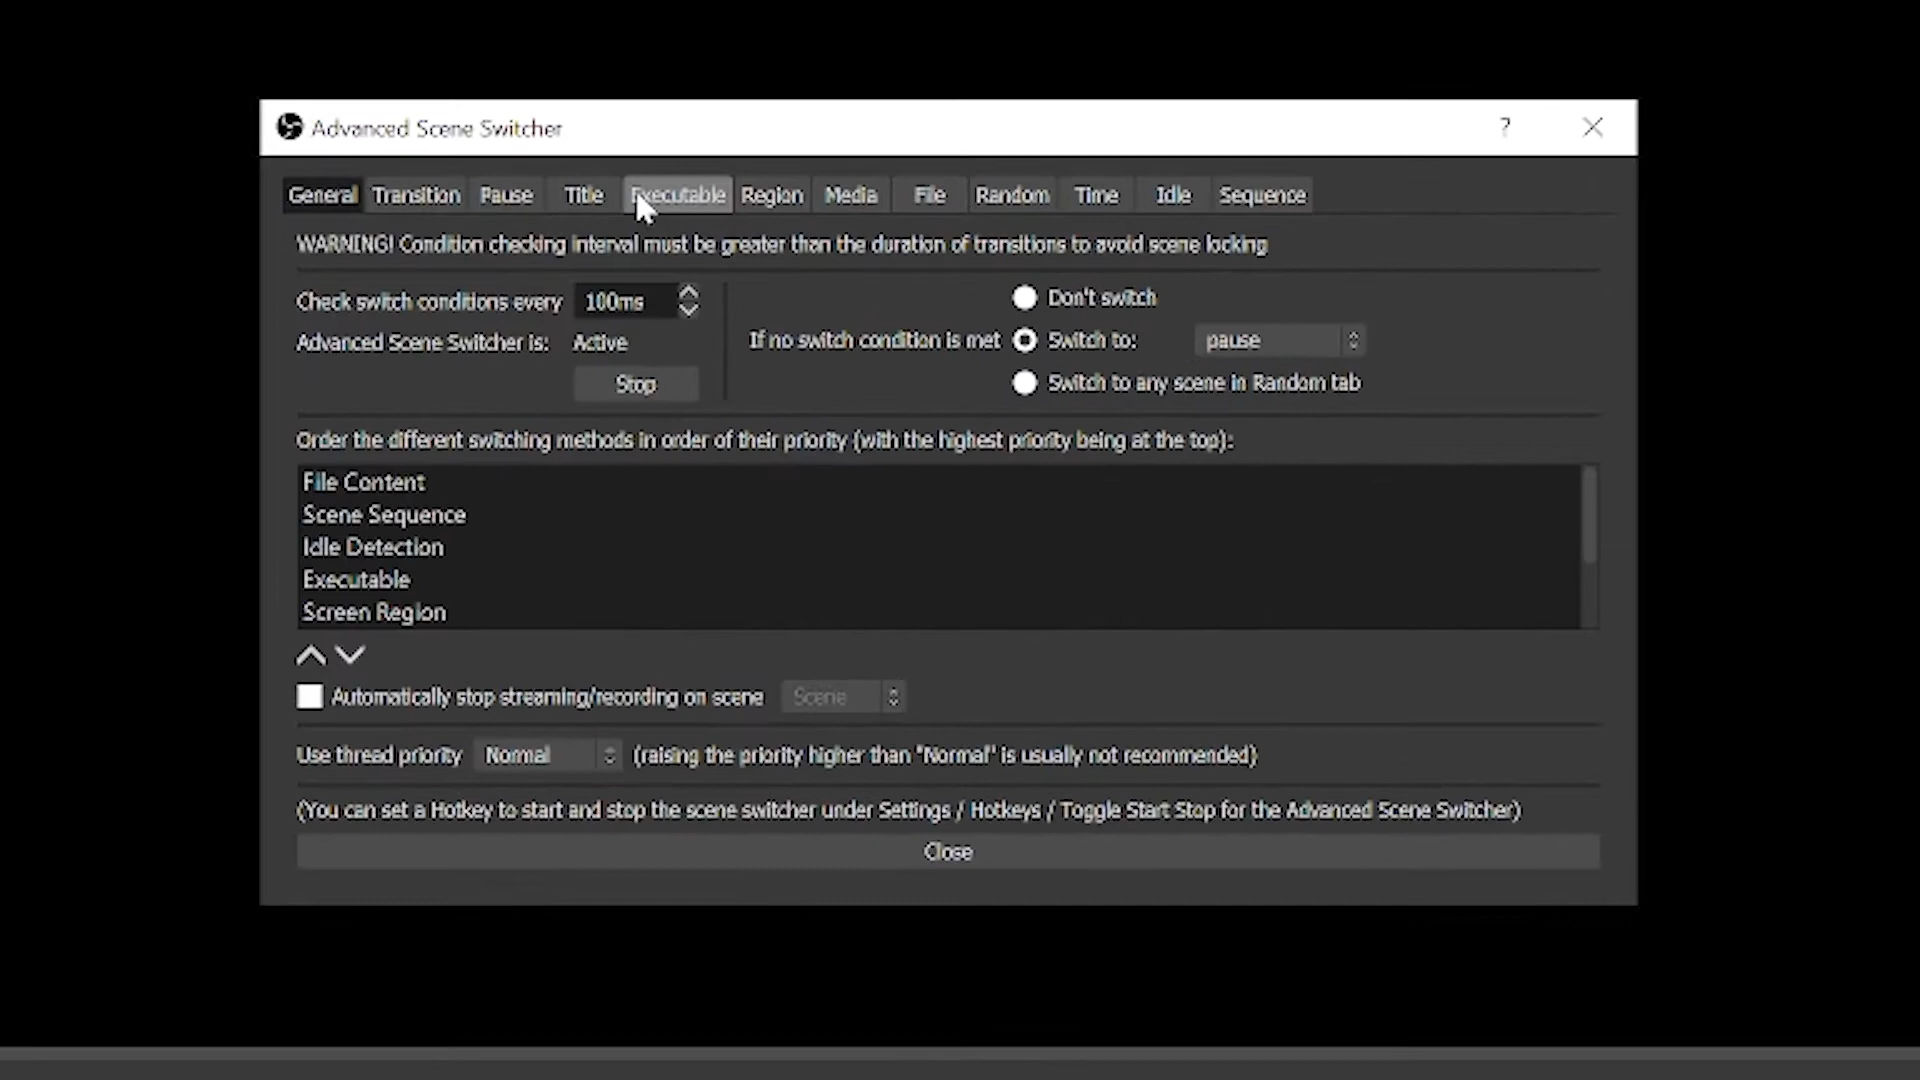 Advanced Scene Switcher ?
General Transition Pause Title Executable Region Media File Random Time Idle Sequence
WARNING! Condition checking interval must be greater than the duration of transitions to avoid scene locking
Check switch conditions every 100ms
Advanced Scene Switcher is: Active
Stop
If no switch condition is met
Don't switch
Switch to: pause
Switch to any scene in Random tab
Order the different switching methods in order of their priority (with the highest priority being at the top):
File Content
Scene Sequence
Idle Detection
Executable
Screen Region
Automatically stop streaming/recording on scene Scene
Use thread priority Normal (raising the priority higher than "Normal" is usually not recommended)
(You can set a Hotkey to start and stop the scene switcher under Settings / Hotkeys / Toggle Start Stop for the Advanced Scene Switcher)
Close